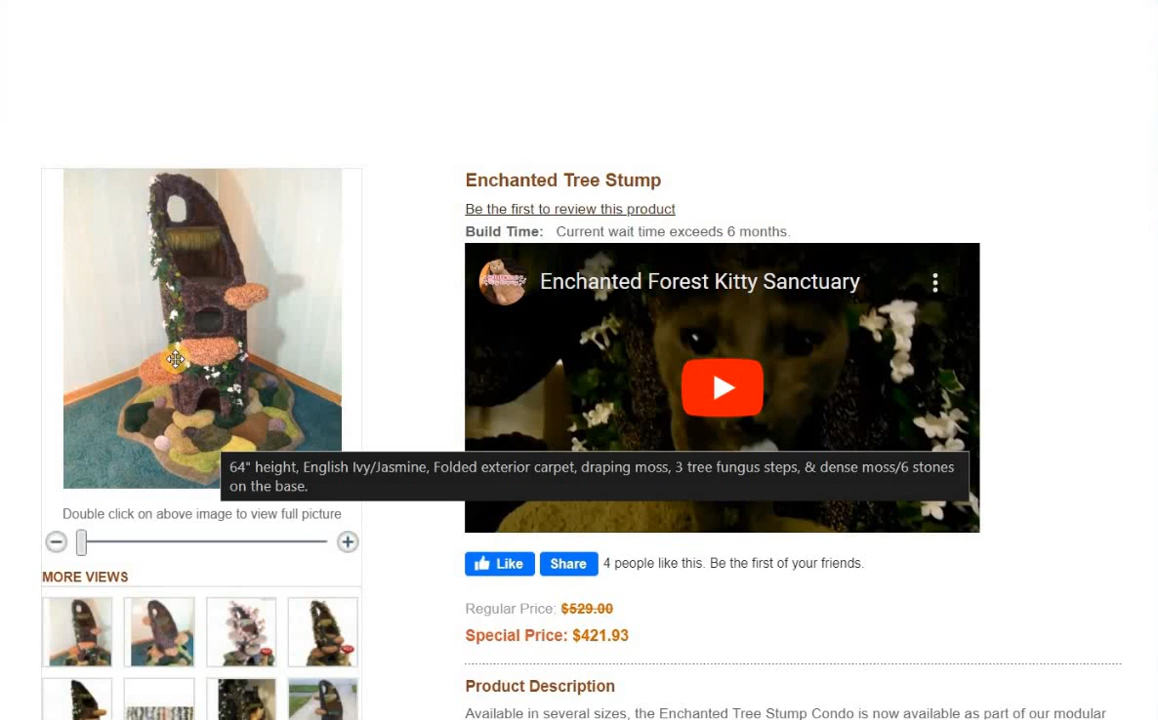 Enchanted Tree Stump
Be the first to review this product
Build Time: Current wait time exceeds 6 months.
Enchanted Forest Kitty Sanctuary
64" height, English Ivy/Jasmine, Folded exterior carpet, draping moss, 3 tree fungus steps, & dense moss/6 stones
on the base.
Double click on above image to view full picture
MORE VIEWS
Like Share 4 people like this. Be the first of your friends.
Regular Price: $529.00
Special Price: $421.93
Product Description
Available in several sizes, the Enchanted Tree Stump Condo is now available as part of our modular